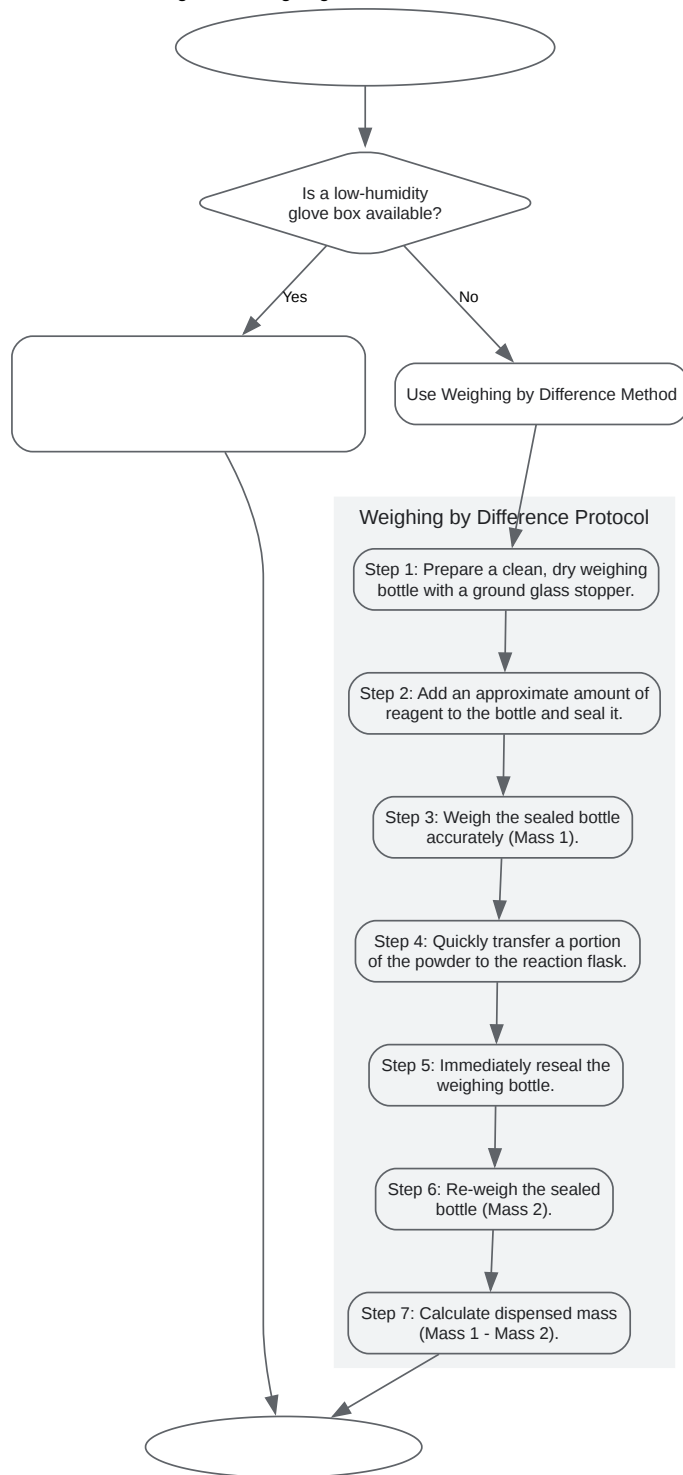 Is a low-humidity
glove box available?
Yes
No
Use Weighing by Difference Method
Weighing by Difference Protocol
Step 1: Prepare a clean, dry weighing
bottle with a ground glass stopper.
Step 2: Add an approximate amount of
reagent to the bottle and seal it.
Step 3: Weigh the sealed bottle
accurately (Mass 1).
Step 4: Quickly transfer a portion
of the powder to the reaction flask.
Step 5: Immediately reseal the
weighing bottle.
Step 6: Re-weigh the sealed
bottle (Mass 2).
Step 7: Calculate dispensed mass
(Mass 1 - Mass 2).